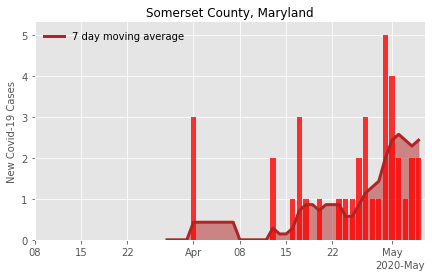 Somerset County, Maryland
7 day moving average
New Covid-19 Cases
5
4
3
2
1
0
08 15 22 Apr 08 15 22 May
2020-May